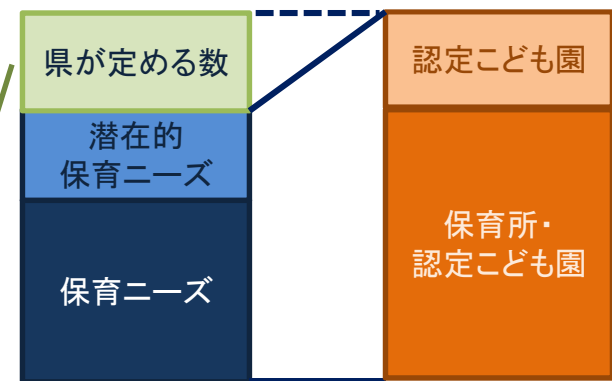 県が定める数
潜在的
保育ニーズ
保育ニーズ
認定こども園
保育所・
認定こども園